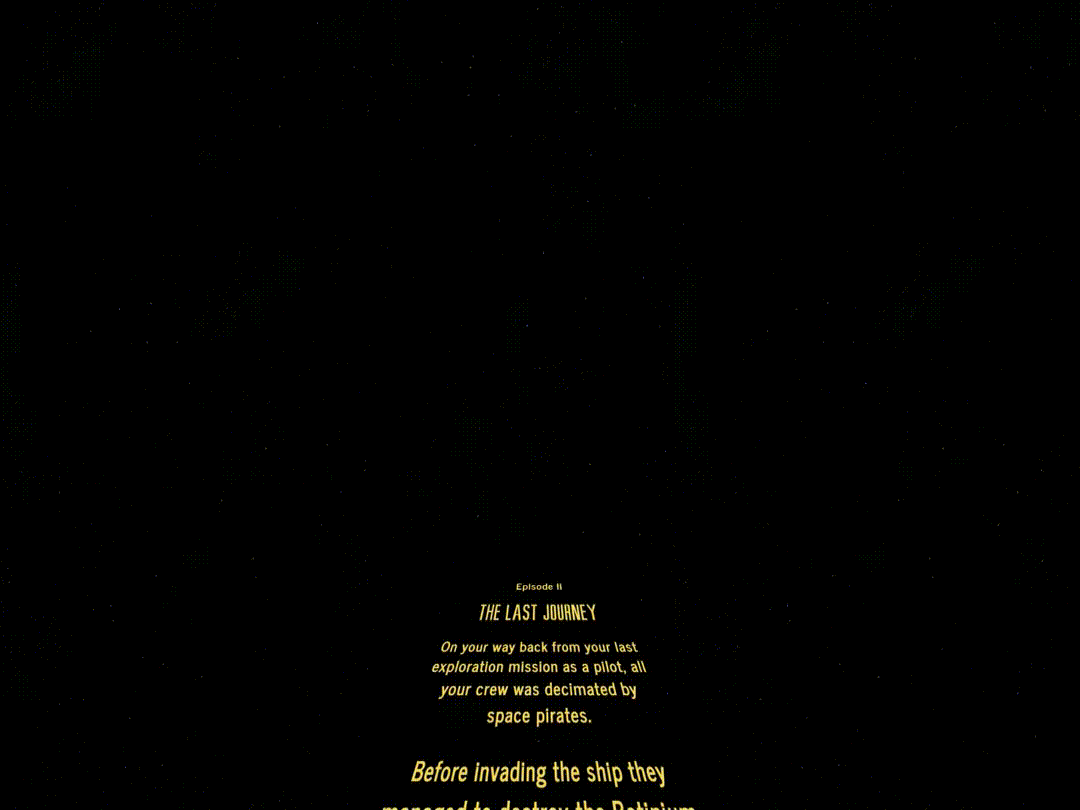 Episode II
THE LAST JOURNEY
On your way back from your last
exploration mission as a pilot, all
your crew was decimated by
space pirates.
Before invading the ship they
managed to destroy the Retinium